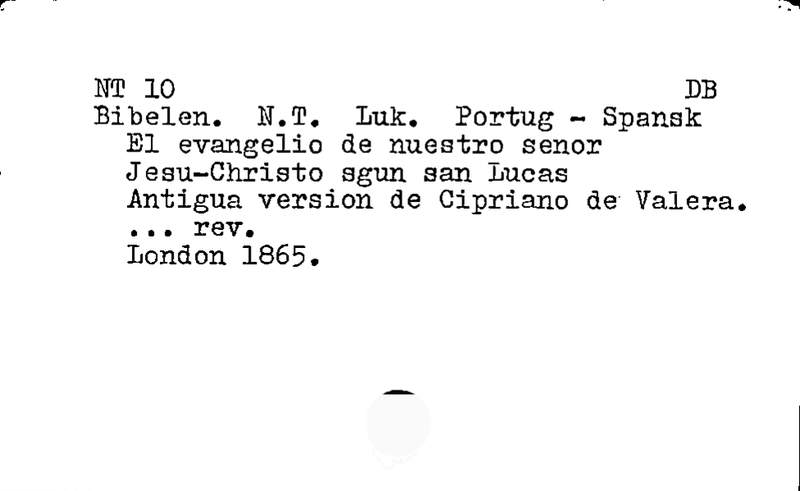 NT 10 DB
Bibelen. N.T. Luk. Portug - Spansk
El evangelio de nuestro senor
Jesu-Christo sgun san Lucas
Antigua version de Cipriano de Valera.
... rev.
London 1865.